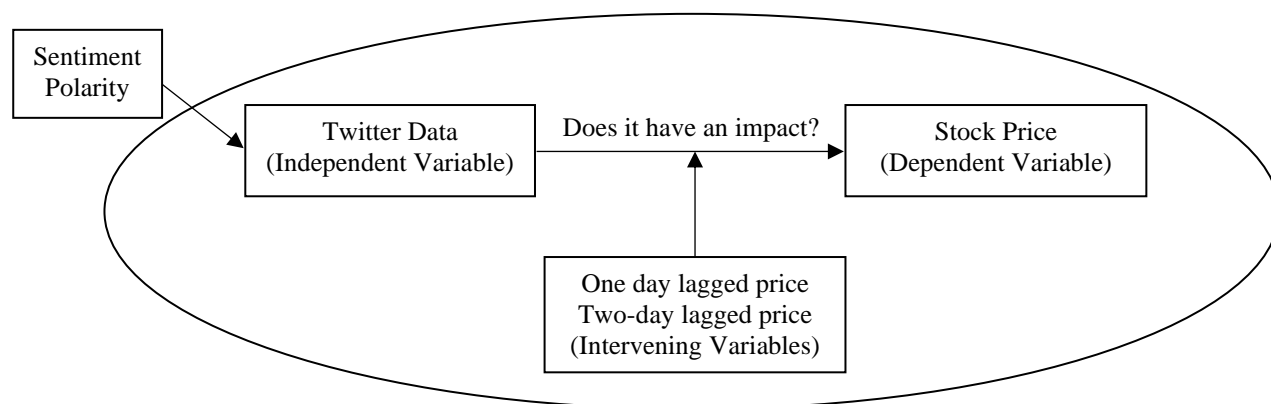 Sentiment
Polarity
Twitter Data
(Independent Variable)
Does it have an impact?
Stock Price
(Dependent Variable)
One day lagged price
Two-day lagged price
(Intervening Variables)